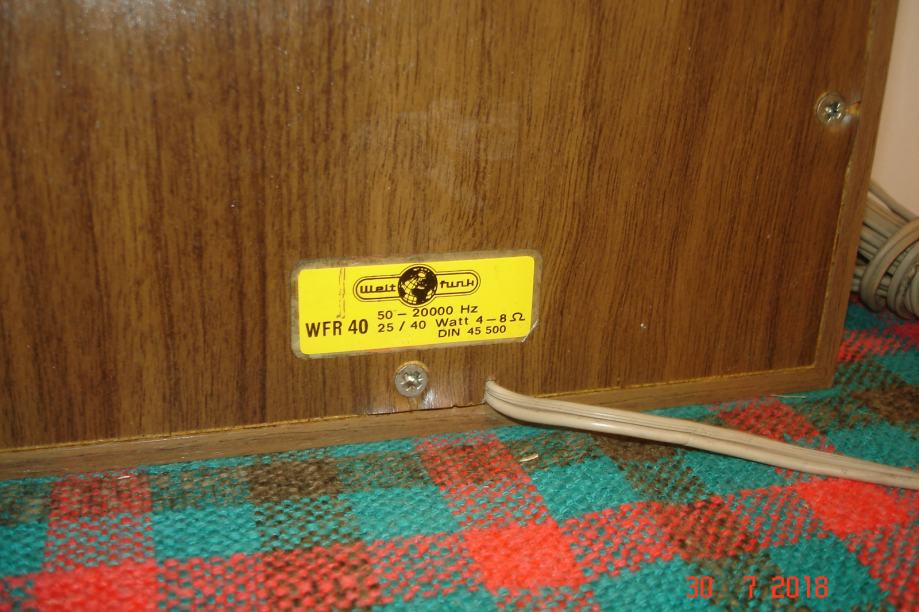 Welt funk
50 – 20000 Hz
WFR 40 25 / 40 Watt 4 – 8 Ω
DIN 45 500
30 7 2018